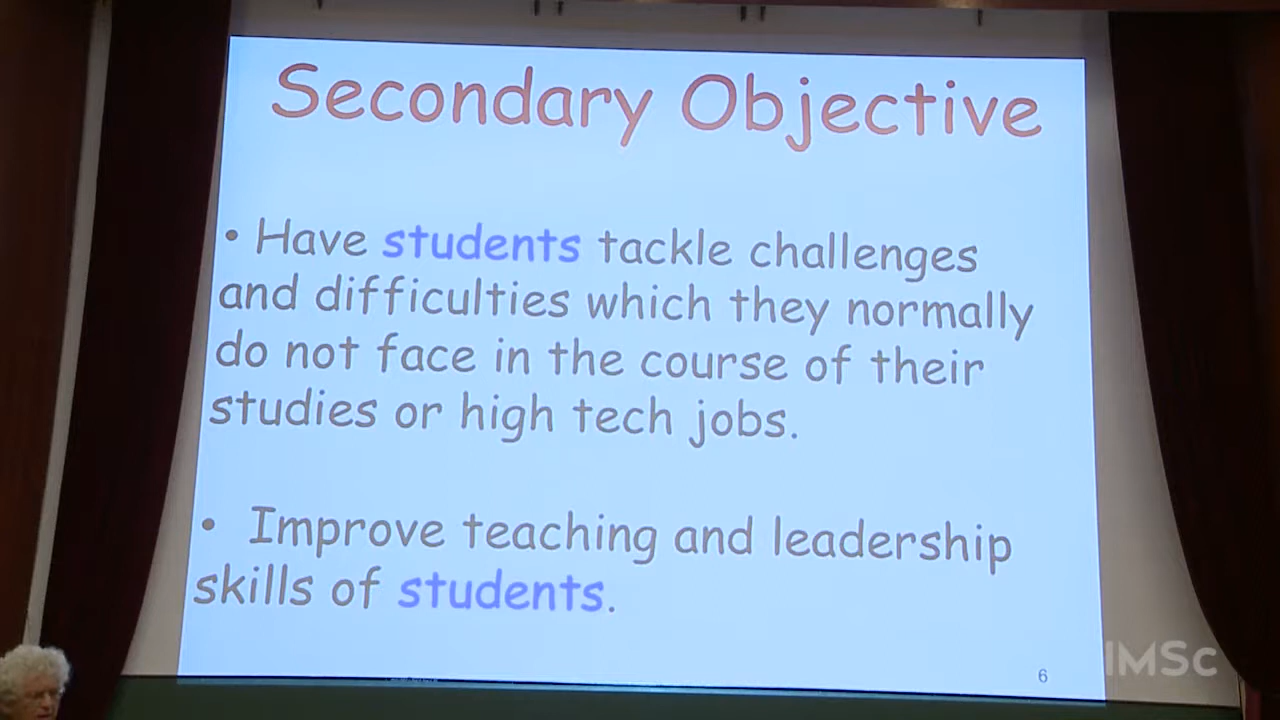 Secondary Objective
• Have students tackle challenges
and difficulties which they normally
do not face in the course of their
studies or high tech jobs.
• Improve teaching and leadership
skills of students.
6
IMSc